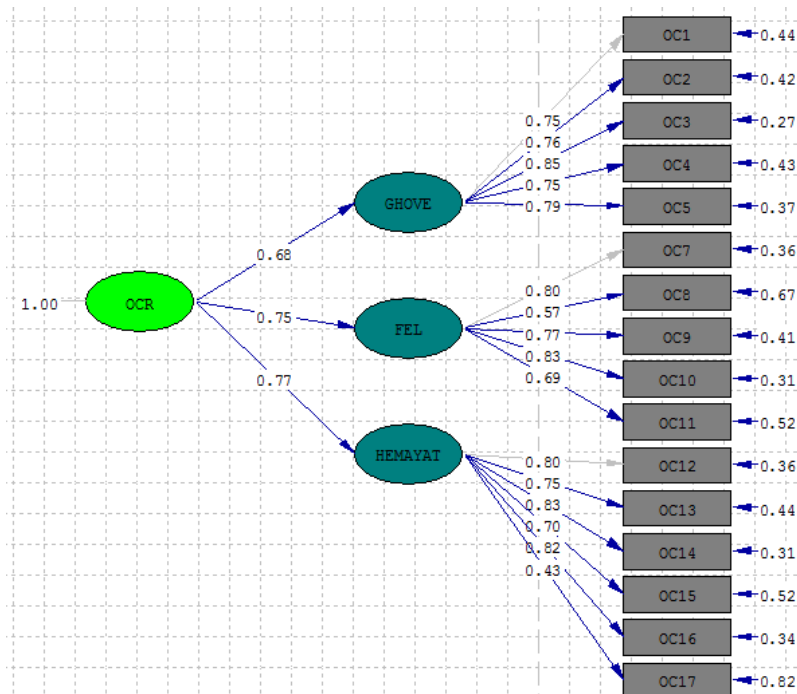 OC1 0.44
OC2 0.42
0.75
OC3 0.27
0.76
0.85
OC4 0.43
0.75
GHOVE
0.79
OC5 0.37
0.68
OC7 0.36
0.80
OC8 0.67
1.00 OCR
0.57
0.75
FEL
0.77
OC9 0.41
0.83
0.69
OC10 0.31
0.77
OC11 0.52
HEMAYAT
0.80
OC12 0.36
0.75
0.83
OC13 0.44
0.70
0.82
OC14 0.31
0.43
OC15 0.52
OC16 0.34
OC17 0.82